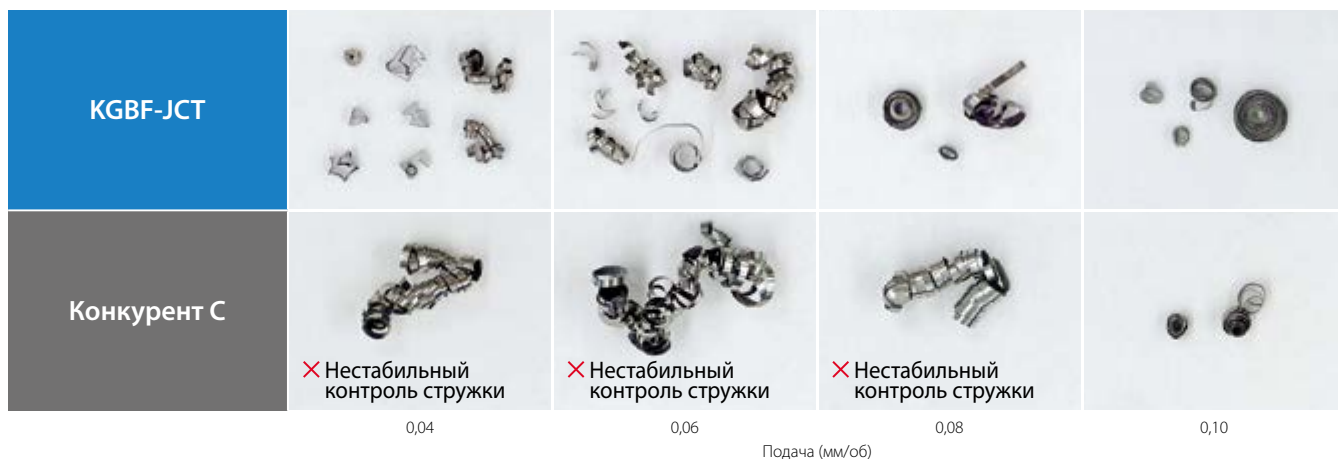 KGBF-JCT
Конкурент C
× Нестабильный
контроль стружки
× Нестабильный
контроль стружки
× Нестабильный
контроль стружки
0,04
0,06
0,08
0,10
Подача (мм/об)